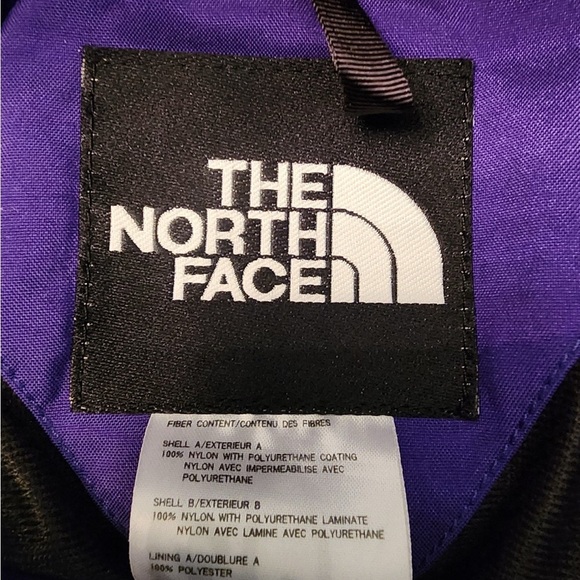 THE
NORTH
FACE
FIBER CONTENT/CONTENU DES FIBRES
SHELL A/EXTERIEUR A
100% NYLON WITH POLYURETHANE COATING
NYLON AVEC IMPERMEABILISE AVEC
POLYURETHANE
SHELL B/EXTERIEUR B
100% NYLON, WITH POLYURETHANE LAMINATE
NYLON AVEC LAMINE AVEC POLYURETHANE
LINING A/DOUBLURE A
100% POLYESTER